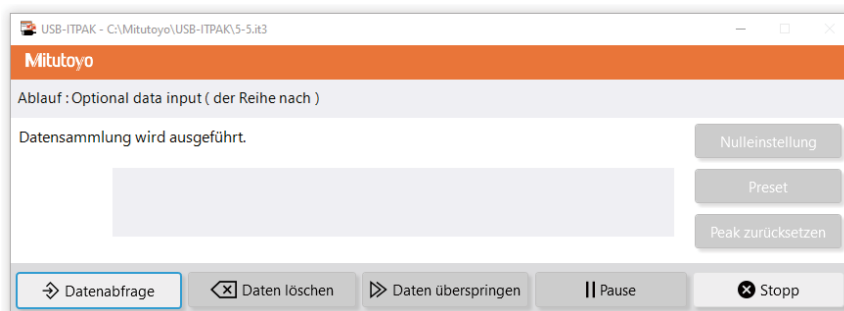 USB-ITPAK - C:\Mitutoyo\USB-ITPAK\5-5.it3
Mitutoyo
Ablauf : Optional data input ( der Reihe nach )
Datensammlung wird ausgeführt.
Nulleinstellung
Preset
Peak zurücksetzen
Datenabfrage
Daten löschen
Daten überspringen
Pause
Stopp